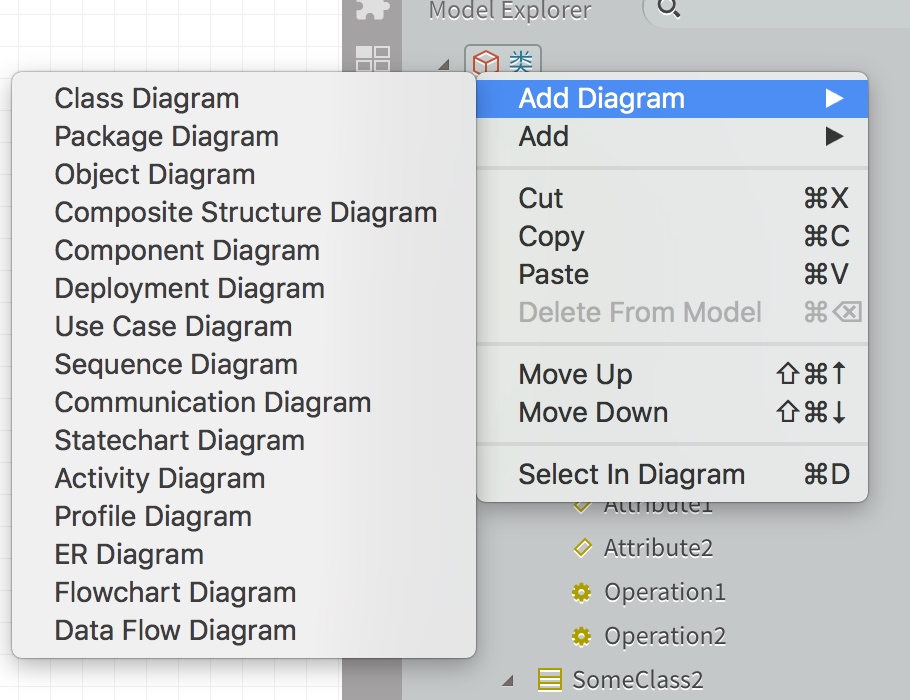 Model Explorer
类
Class Diagram
Package Diagram
Object Diagram
Composite Structure Diagram
Component Diagram
Deployment Diagram
Use Case Diagram
Sequence Diagram
Communication Diagram
Statechart Diagram
Activity Diagram
Profile Diagram
ER Diagram
Flowchart Diagram
Data Flow Diagram
Add Diagram ▶
Add ▶
Cut ⌘X
Copy ⌘C
Paste ⌘V
Delete From Model ⌘⌫
Move Up ⇧⌘↑
Move Down ⇧⌘↓
Select In Diagram ⌘D
Attribute1
Attribute2
Operation1
Operation2
SomeClass2